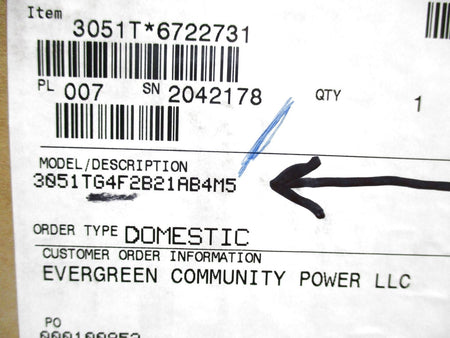 Item
3051T*6722731
PL 007 SN 2042178 QTY 1
MODEL/DESCRIPTION
3051TG4F2B21AB4M5
ORDER TYPE DOMESTIC
CUSTOMER ORDER INFORMATION
EVERGREEN COMMUNITY POWER LLC
PO